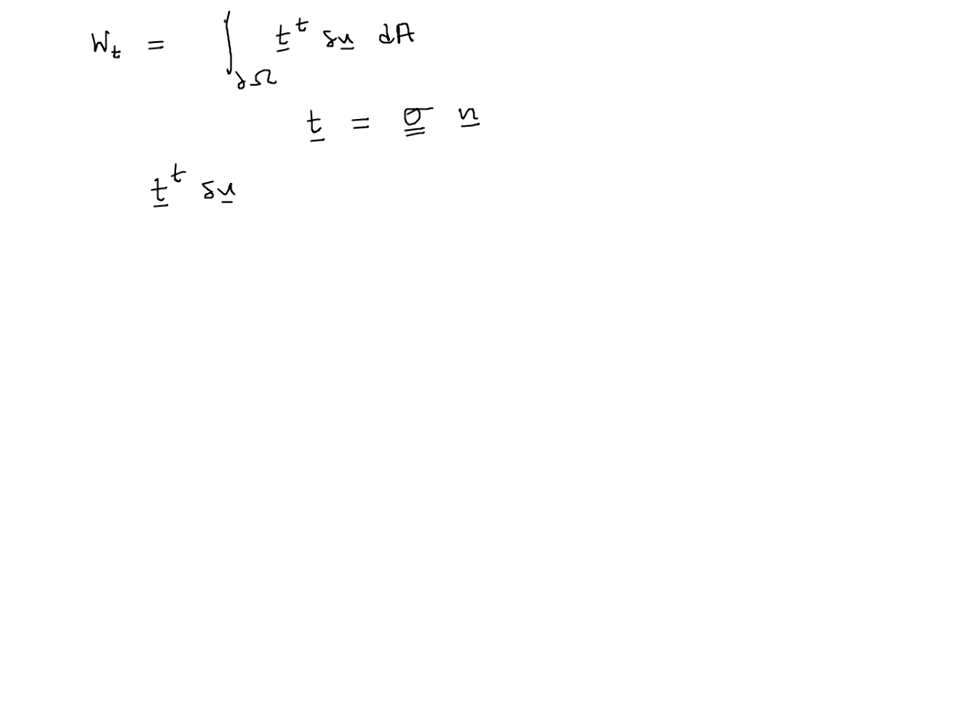 W_t = ∫_∂Ω t̲^t δu̲ dA
t̲ = σ̳ n̲
t̲^t δu̲